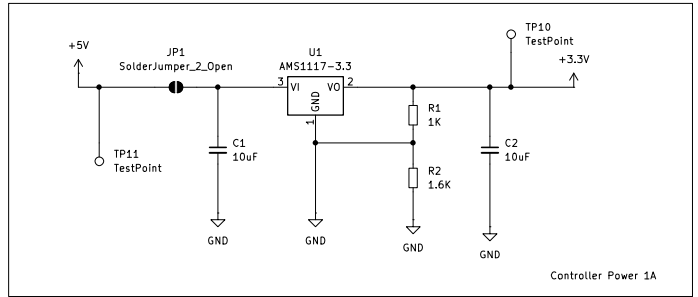 +5V
JP1
SolderJumper_2_Open
U1
AMS1117-3.3
TP10
TestPoint
+3.3V
3
VI
VO
2
GND
1
R1
1K
C1
10uF
C2
10uF
TP11
TestPoint
R2
1.6K
GND
GND
GND
GND
Controller Power 1A